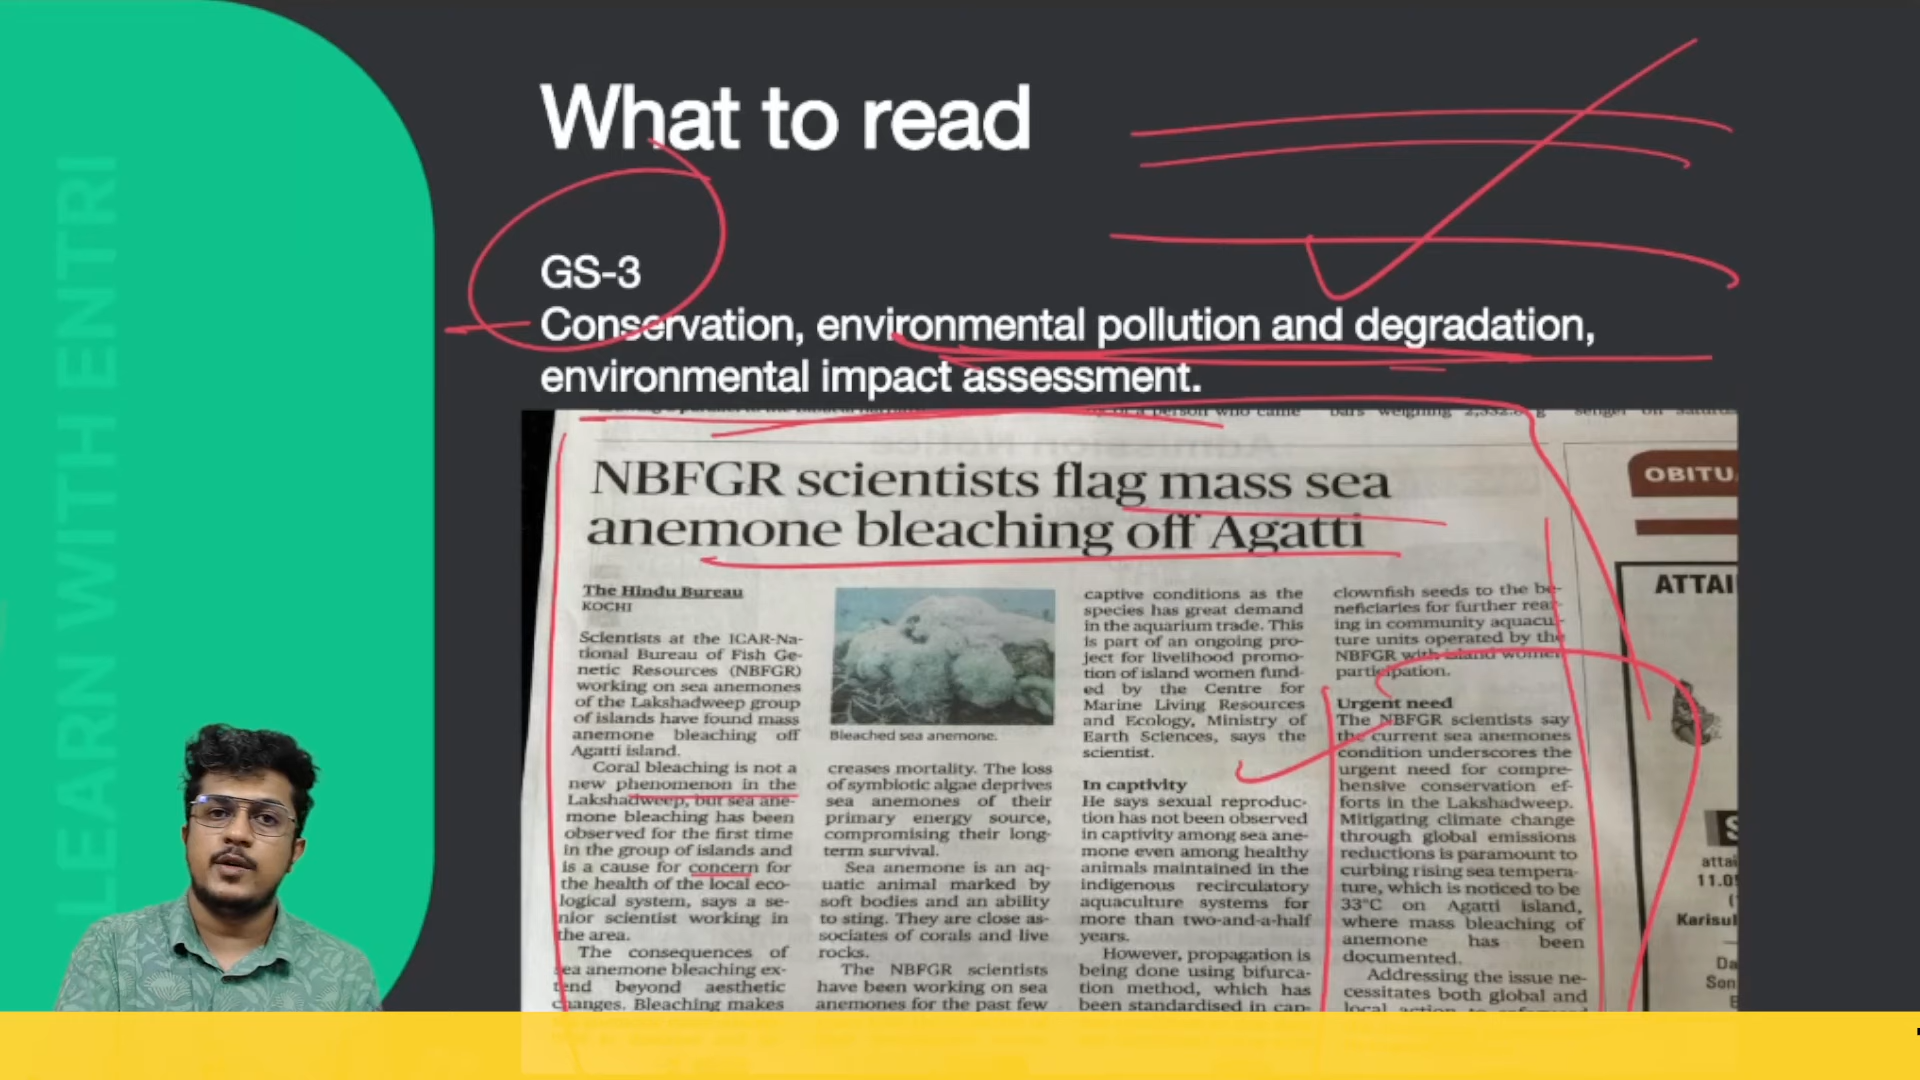 LEARN WITH ENTRI
What to read
GS-3
Conservation, environmental pollution and degradation,
environmental impact assessment.
of a person who came
bars weighing
NBFGR scientists flag mass sea
anemone bleaching off Agatti
The Hindu Bureau
KOCHI
Scientists at the ICAR-Na-
tional Bureau of Fish Ge-
netic Resources (NBFGR)
working on sea anemones
of the Lakshadweep group
of islands have found mass
anemone bleaching off
Agatti island.
Coral bleaching is not a
new phenomenon in the
Lakshadweep, but sea ane-
mone bleaching has been
observed for the first time
in the group of islands and
is a cause for concern for
the health of the local eco-
logical system, says a se-
nior scientist working in
the area.
The consequences of
sea anemone bleaching ex-
tend beyond aesthetic
changes. Bleaching makes
Bleached sea anemone.
creases mortality. The loss
of symbiotic algae deprives
sea anemones of their
primary energy source,
compromising their long-
term survival.
Sea anemone is an aq-
uatic animal marked by
soft bodies and an ability
to sting. They are close as-
sociates of corals and live
rocks.
The NBFGR scientists
have been working on sea
anemones for the past few
captive conditions as the
species has great demand
in the aquarium trade. This
is part of an ongoing pro-
ject for livelihood promo-
tion of island women fund-
ed by the Centre for
Marine Living Resources
and Ecology, Ministry of
Earth Sciences, says the
scientist.
In captivity
He says sexual reproduc-
tion has not been observed
in captivity among sea ane-
mone even among healthy
animals maintained in the
indigenous recirculatory
aquaculture systems for
more than two-and-a-half
years.
However, propagation is
being done using bifurca-
tion method, which has
been standardised in cap-
clownfish seeds to the be-
neficiaries for further rear-
ing in community aquacul-
ture units operated by the
NBFGR with island women
participation.
Urgent need
The NBFGR scientists say
the current sea anemones
condition underscores the
urgent need for compre-
hensive conservation ef-
forts in the Lakshadweep.
Mitigating climate change
through global emissions
reductions is paramount to
curbing rising sea tempera-
ture, which is noticed to be
33°C on Agatti island,
where mass bleaching of
anemone has been
documented.
Addressing the issue ne-
cessitates both global and
local action to
OBITU
ATTAI
S
attai
11.0
(
Karisul
Da
Son